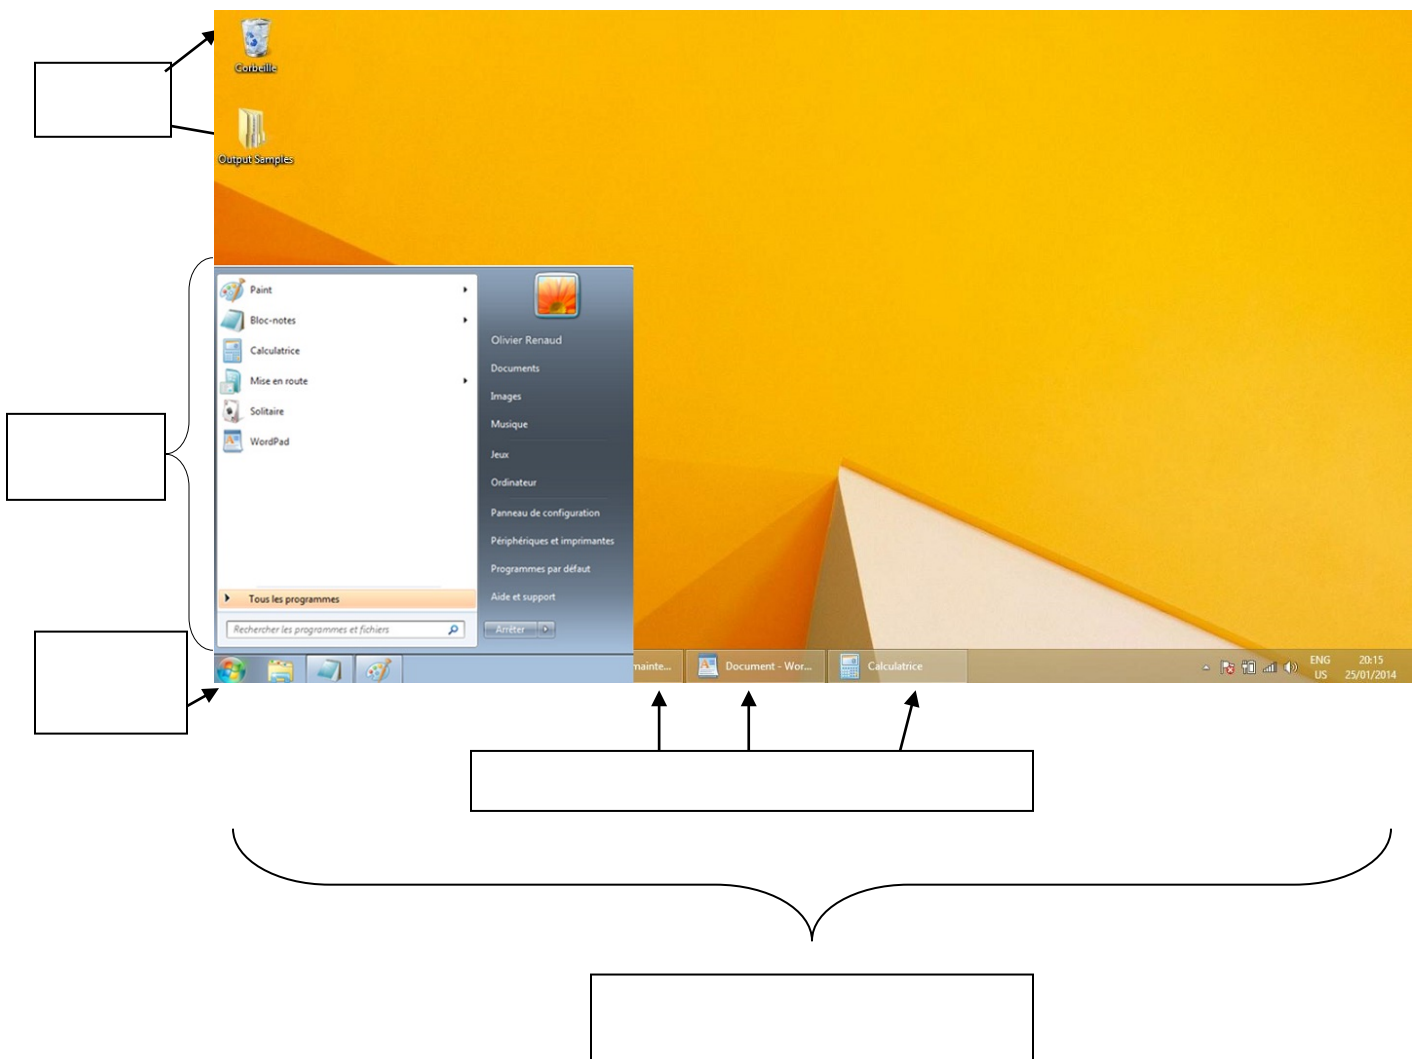 Corbeille
Output Samples
Paint
Bloc-notes
Calculatrice
Mise en route
Solitaire
WordPad
Tous les programmes
Rechercher les programmes et fichiers
Olivier Renaud
Documents
Images
Musique
Jeux
Ordinateur
Panneau de configuration
Périphériques et imprimantes
Programmes par défaut
Aide et support
Arrêter
mainte...
Document - Wor...
Calculatrice
ENG
US
20:15
25/01/2014